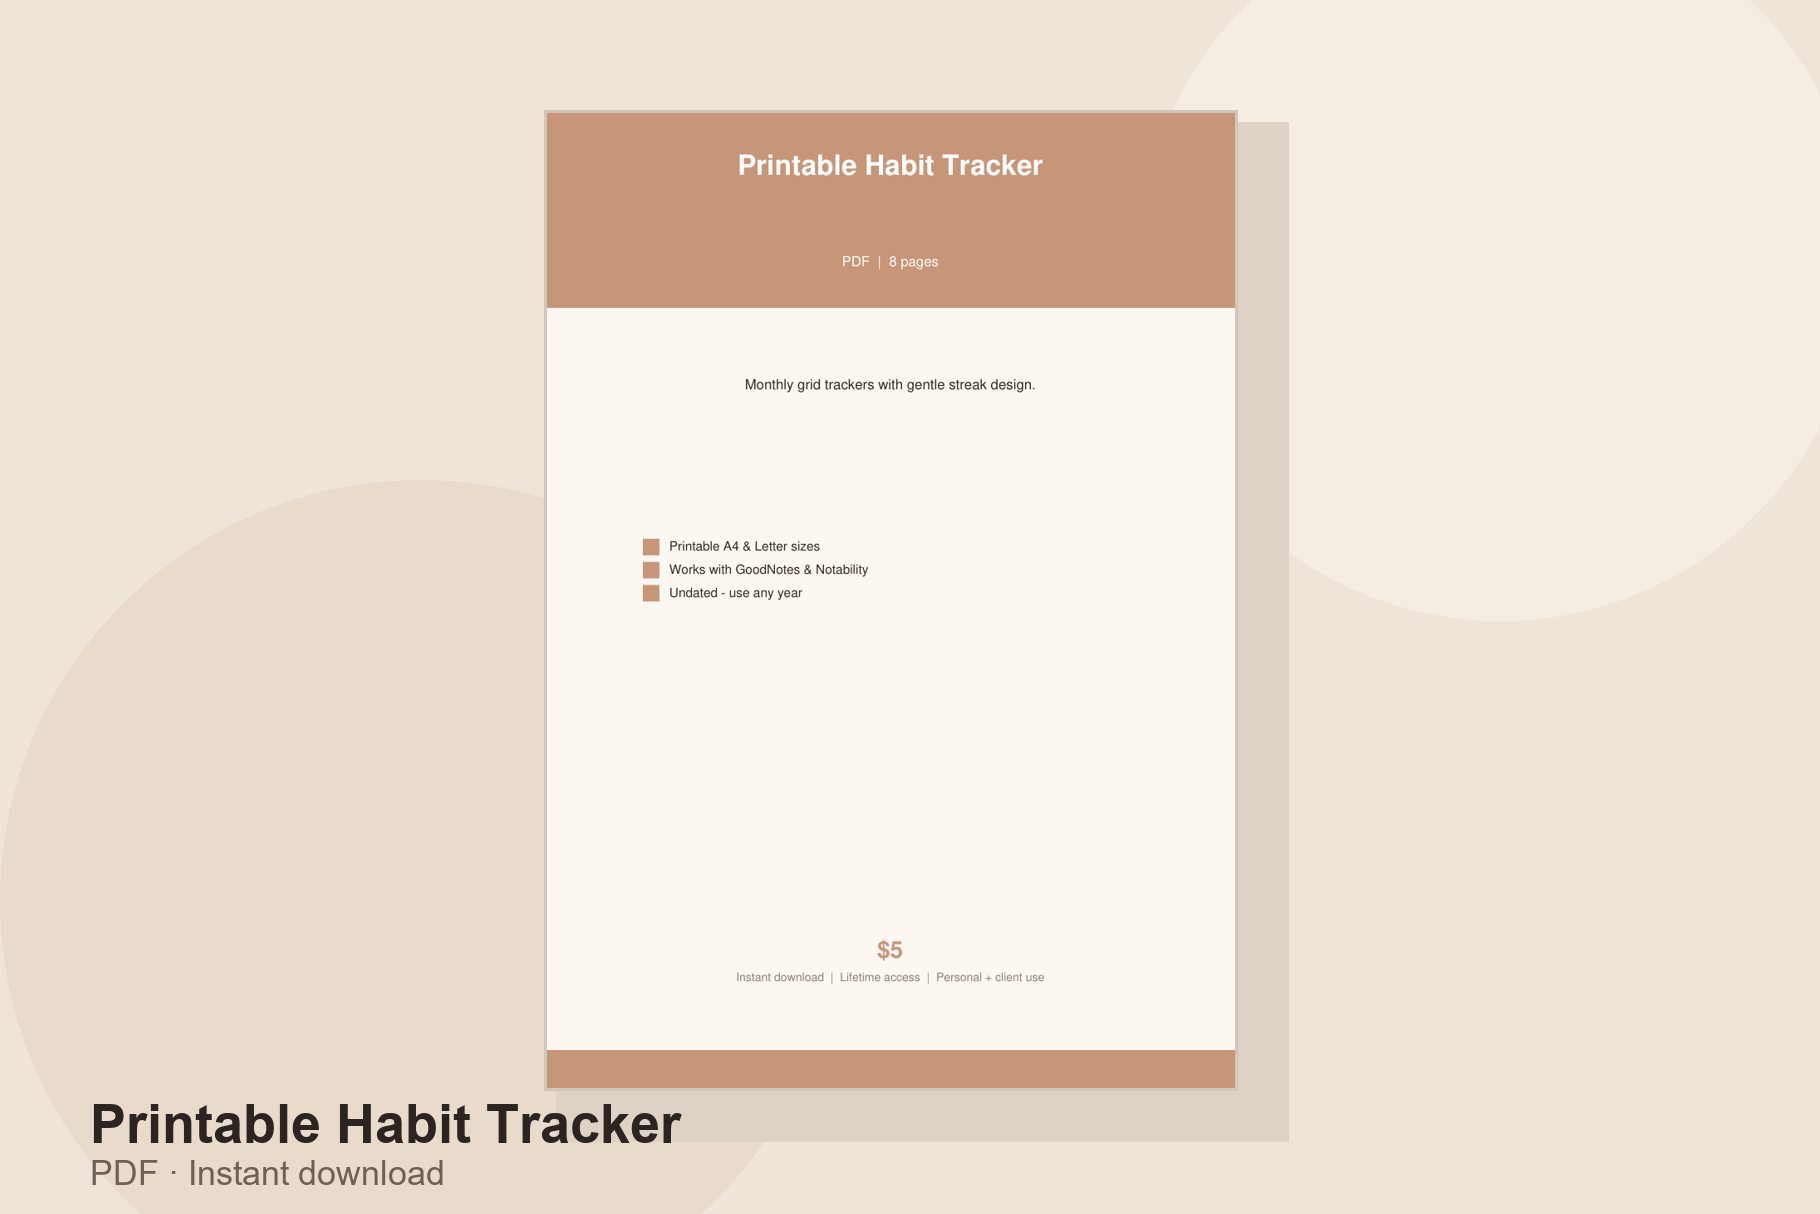 Printable Habit Tracker
PDF | 8 pages
Monthly grid trackers with gentle streak design.
Printable A4 & Letter sizes
Works with GoodNotes & Notability
Undated - use any year
$5
Instant download | Lifetime access | Personal + client use
Printable Habit Tracker
PDF · Instant download